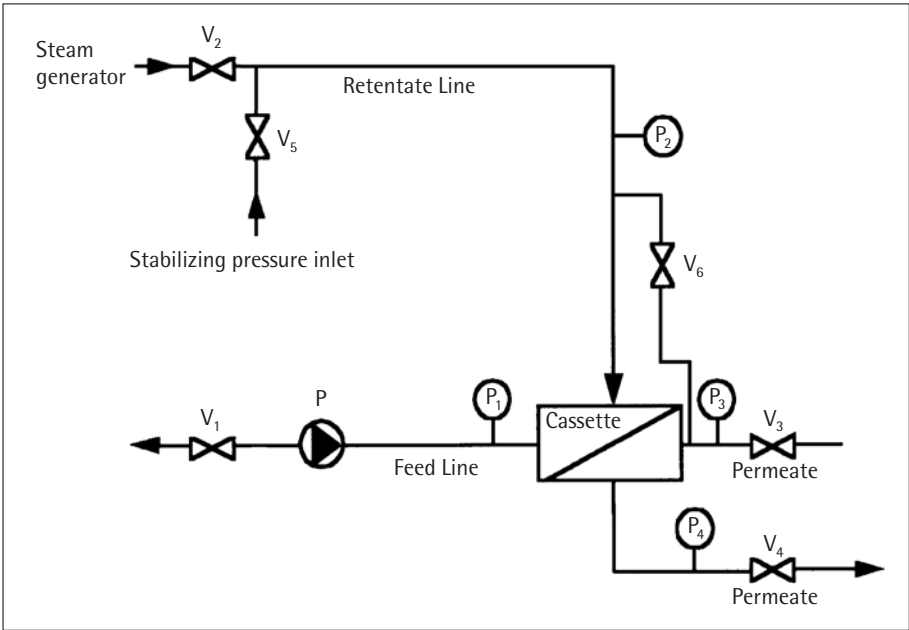 Steam
generator
V₂
Retentate Line
V₅
P₂
Stabilizing pressure inlet
V₆
V₁
P
P₁
Feed Line
Cassette
P₃
V₃
Permeate
P₄
V₄
Permeate